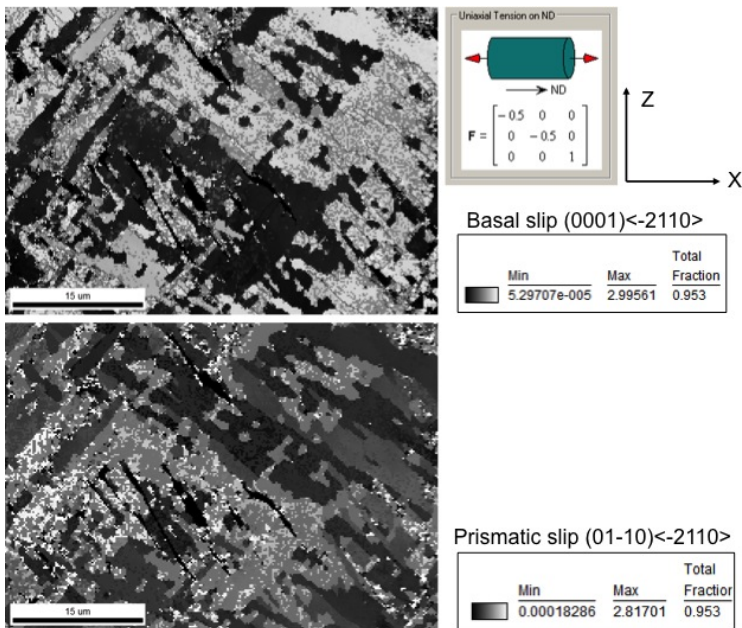 Uniaxial Tension on ND
ND
F = [ -0.5 0 0
0 -0.5 0
0 0 1 ]
Z
X
Basal slip (0001)<-2110>
Total
Min Max Fraction
5.29707e-005 2.99561 0.953
15 um
Prismatic slip (01-10)<-2110>
Total
Min Max Fraction
0.00018286 2.81701 0.953
15 um